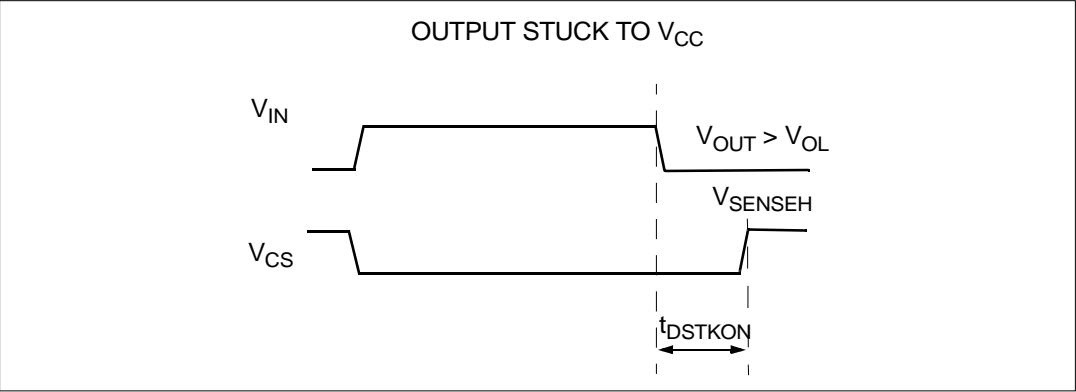 OUTPUT STUCK TO VCC
VIN
VOUT > VOL
VSENSEH
VCS
tDSTKON